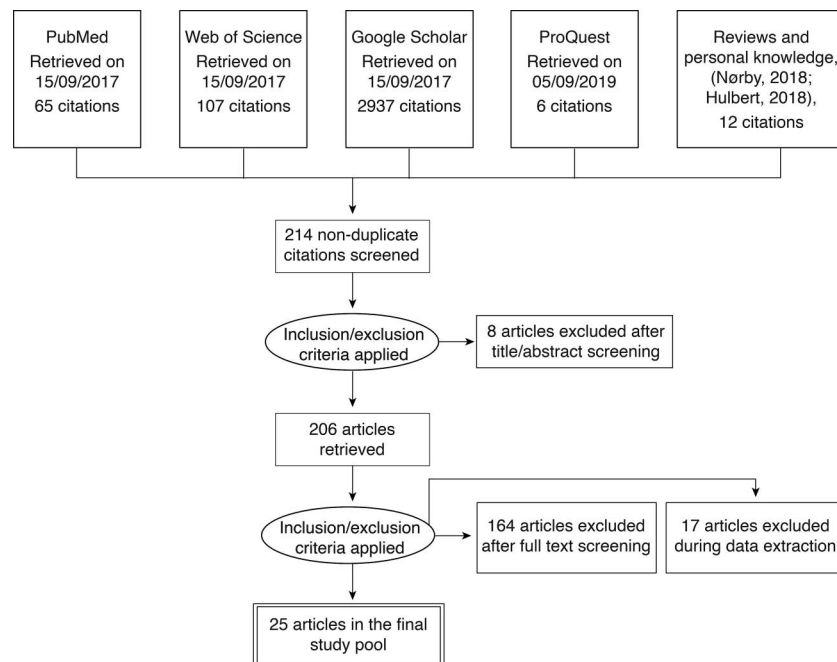 PubMed
Retrieved on
15/09/2017
65 citations
Web of Science
Retrieved on
15/09/2017
107 citations
Google Scholar
Retrieved on
15/09/2017
2937 citations
ProQuest
Retrieved on
05/09/2019
6 citations
Reviews and
personal knowledge,
(Nørby, 2018;
Hulbert, 2018),
12 citations
214 non-duplicate
citations screened
Inclusion/exclusion
criteria applied
8 articles excluded after
title/abstract screening
206 articles
retrieved
Inclusion/exclusion
criteria applied
164 articles excluded
after full text screening
17 articles excluded
during data extraction
25 articles in the final
study pool